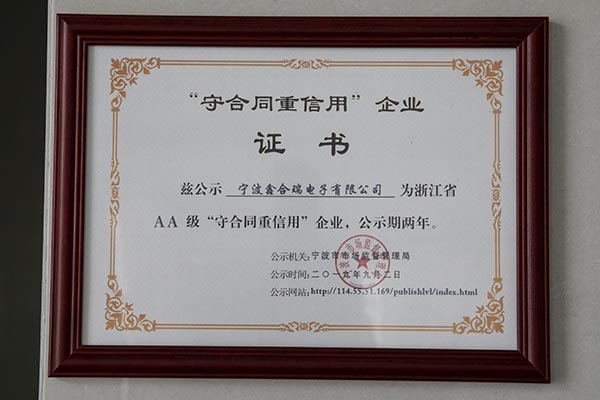 “守合同重信用”企业
证 书
兹公示 宁波鑫合瑞电子有限公司 为浙江省
AA 级“守合同重信用”企业，公示期两年。
公示机关：宁波市市场监督管理局
公示时间：二〇一九年九月二日
公示网站：http://114.55.51.169/publishlvl/index.html